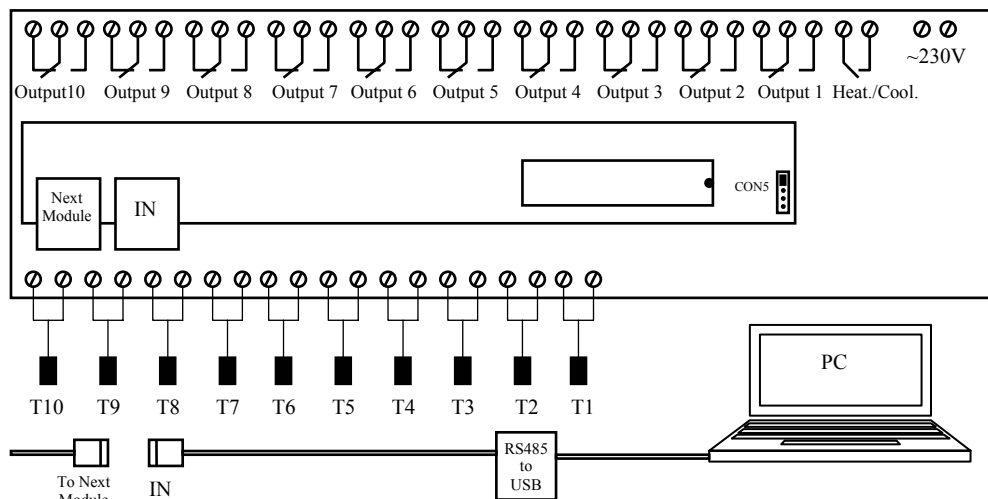 ~230V
Output10 Output 9 Output 8 Output 7 Output 6 Output 5 Output 4 Output 3 Output 2 Output 1 Heat./Cool.
CON5
Next
Module
IN
PC
T10 T9 T8 T7 T6 T5 T4 T3 T2 T1
RS485
to
USB
To Next
Module
IN